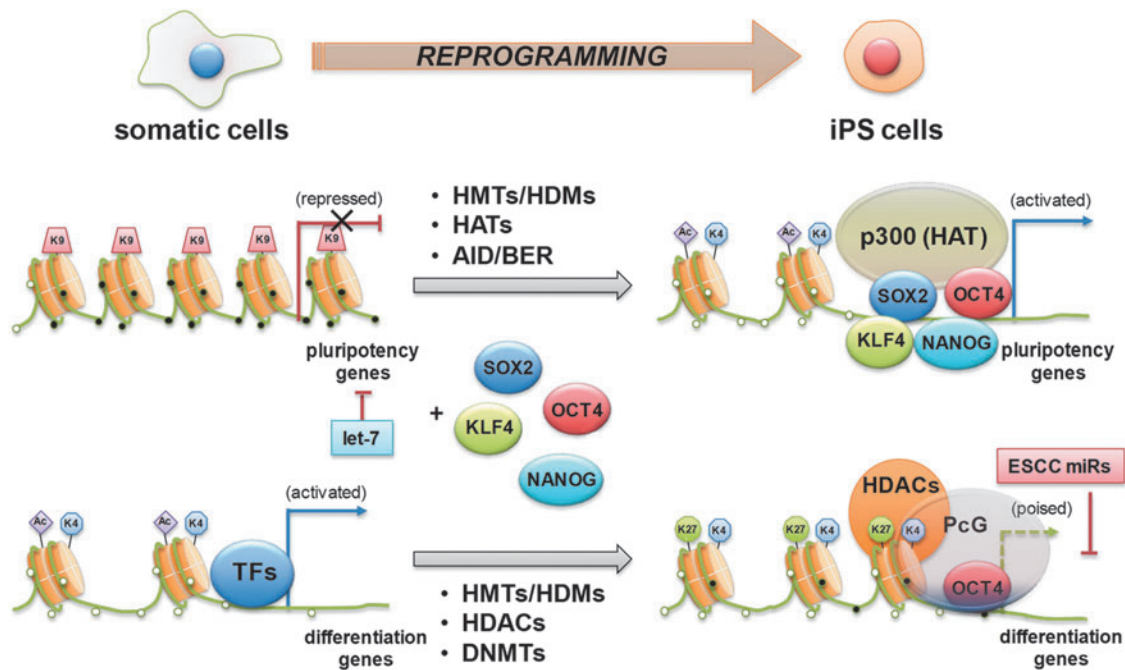 REPROGRAMMING
somatic cells
iPS cells
(repressed)
K9
K9
K9
K9
K9
pluripotency
genes
let-7
• HMTs/HDMs
• HATs
• AID/BER
Ac
K4
Ac
K4
p300 (HAT)
(activated)
SOX2
OCT4
KLF4
NANOG
pluripotency
genes
+
SOX2
OCT4
KLF4
NANOG
(activated)
Ac
K4
Ac
K4
TFs
differentiation
genes
• HMTs/HDMs
• HDACs
• DNMTs
ESCC miRs
HDACs
PcG
(poised)
K27
K4
K27
K4
K27
K4
OCT4
differentiation
genes